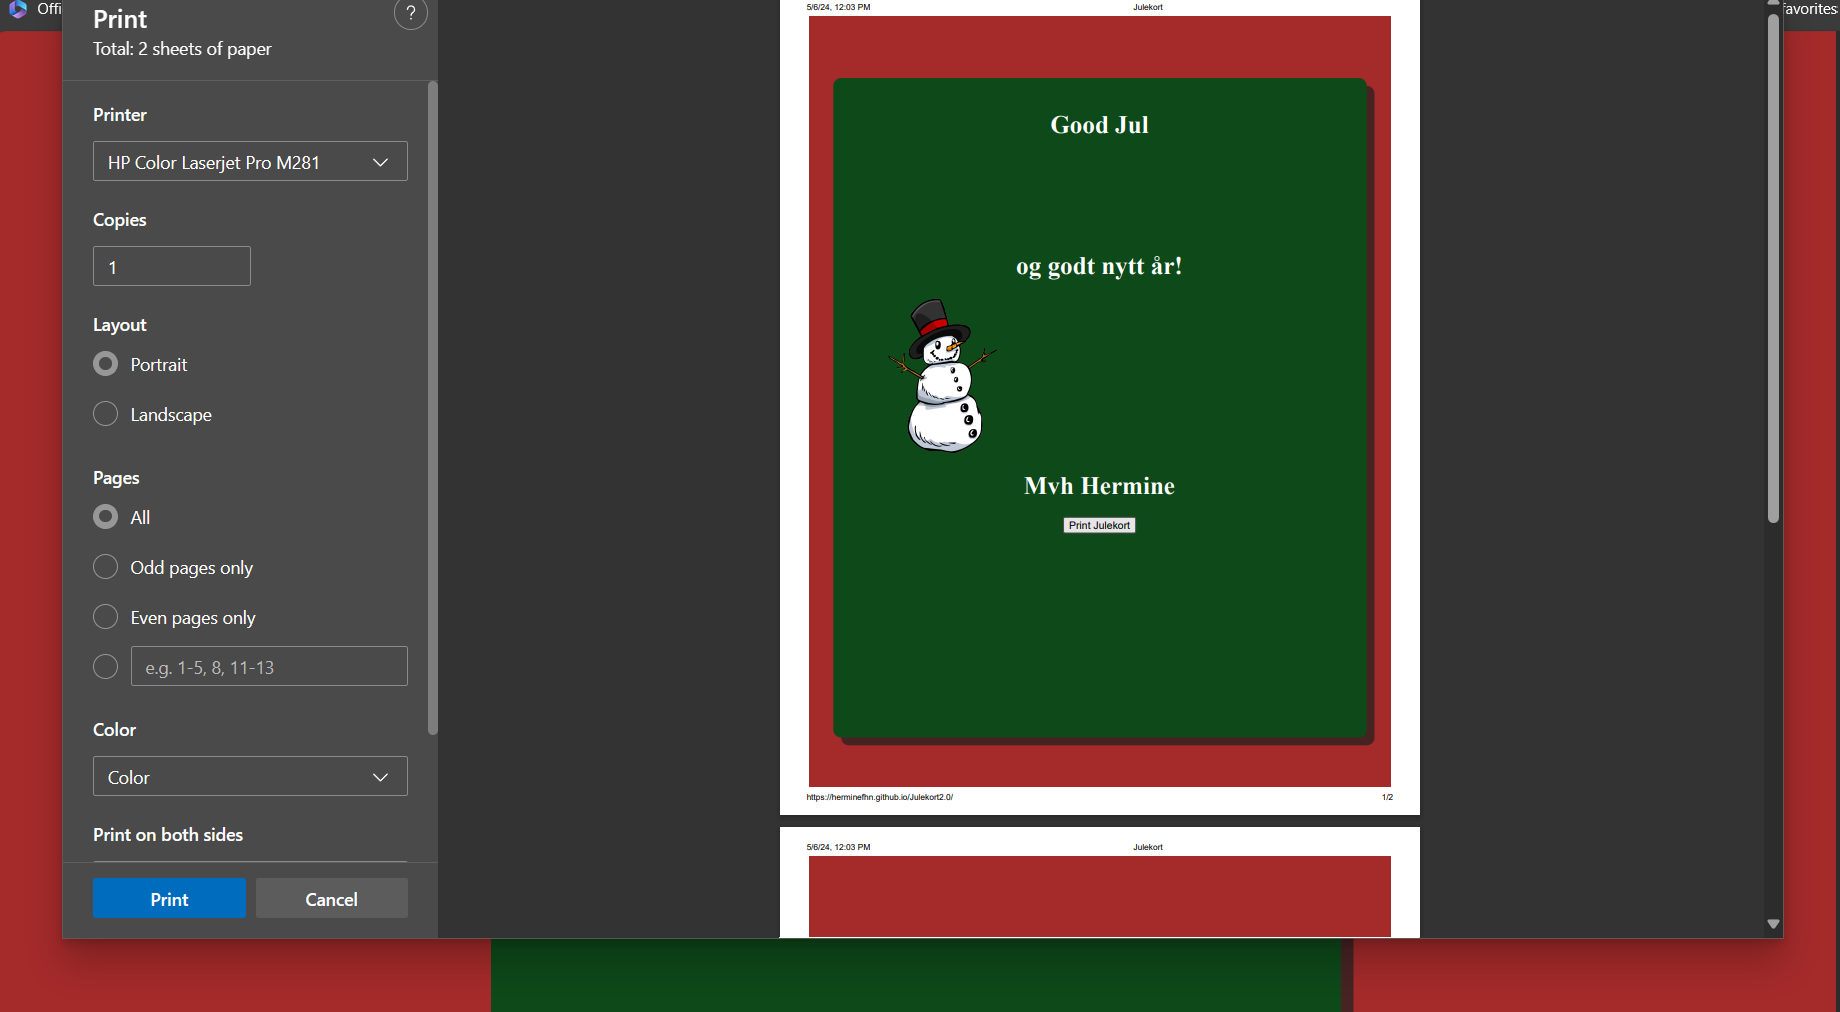 Offi
favorites
Print
?
Total: 2 sheets of paper
Printer
HP Color Laserjet Pro M281
Copies
1
Layout
Portrait
Landscape
Pages
All
Odd pages only
Even pages only
e.g. 1-5, 8, 11-13
Color
Color
Print on both sides
Print
Cancel
5/6/24, 12:03 PM
Julekort
Good Jul
og godt nytt år!
Mvh Hermine
Print Julekort
https://herminefhn.github.io/Julekort2.0/
1/2
5/6/24, 12:03 PM
Julekort